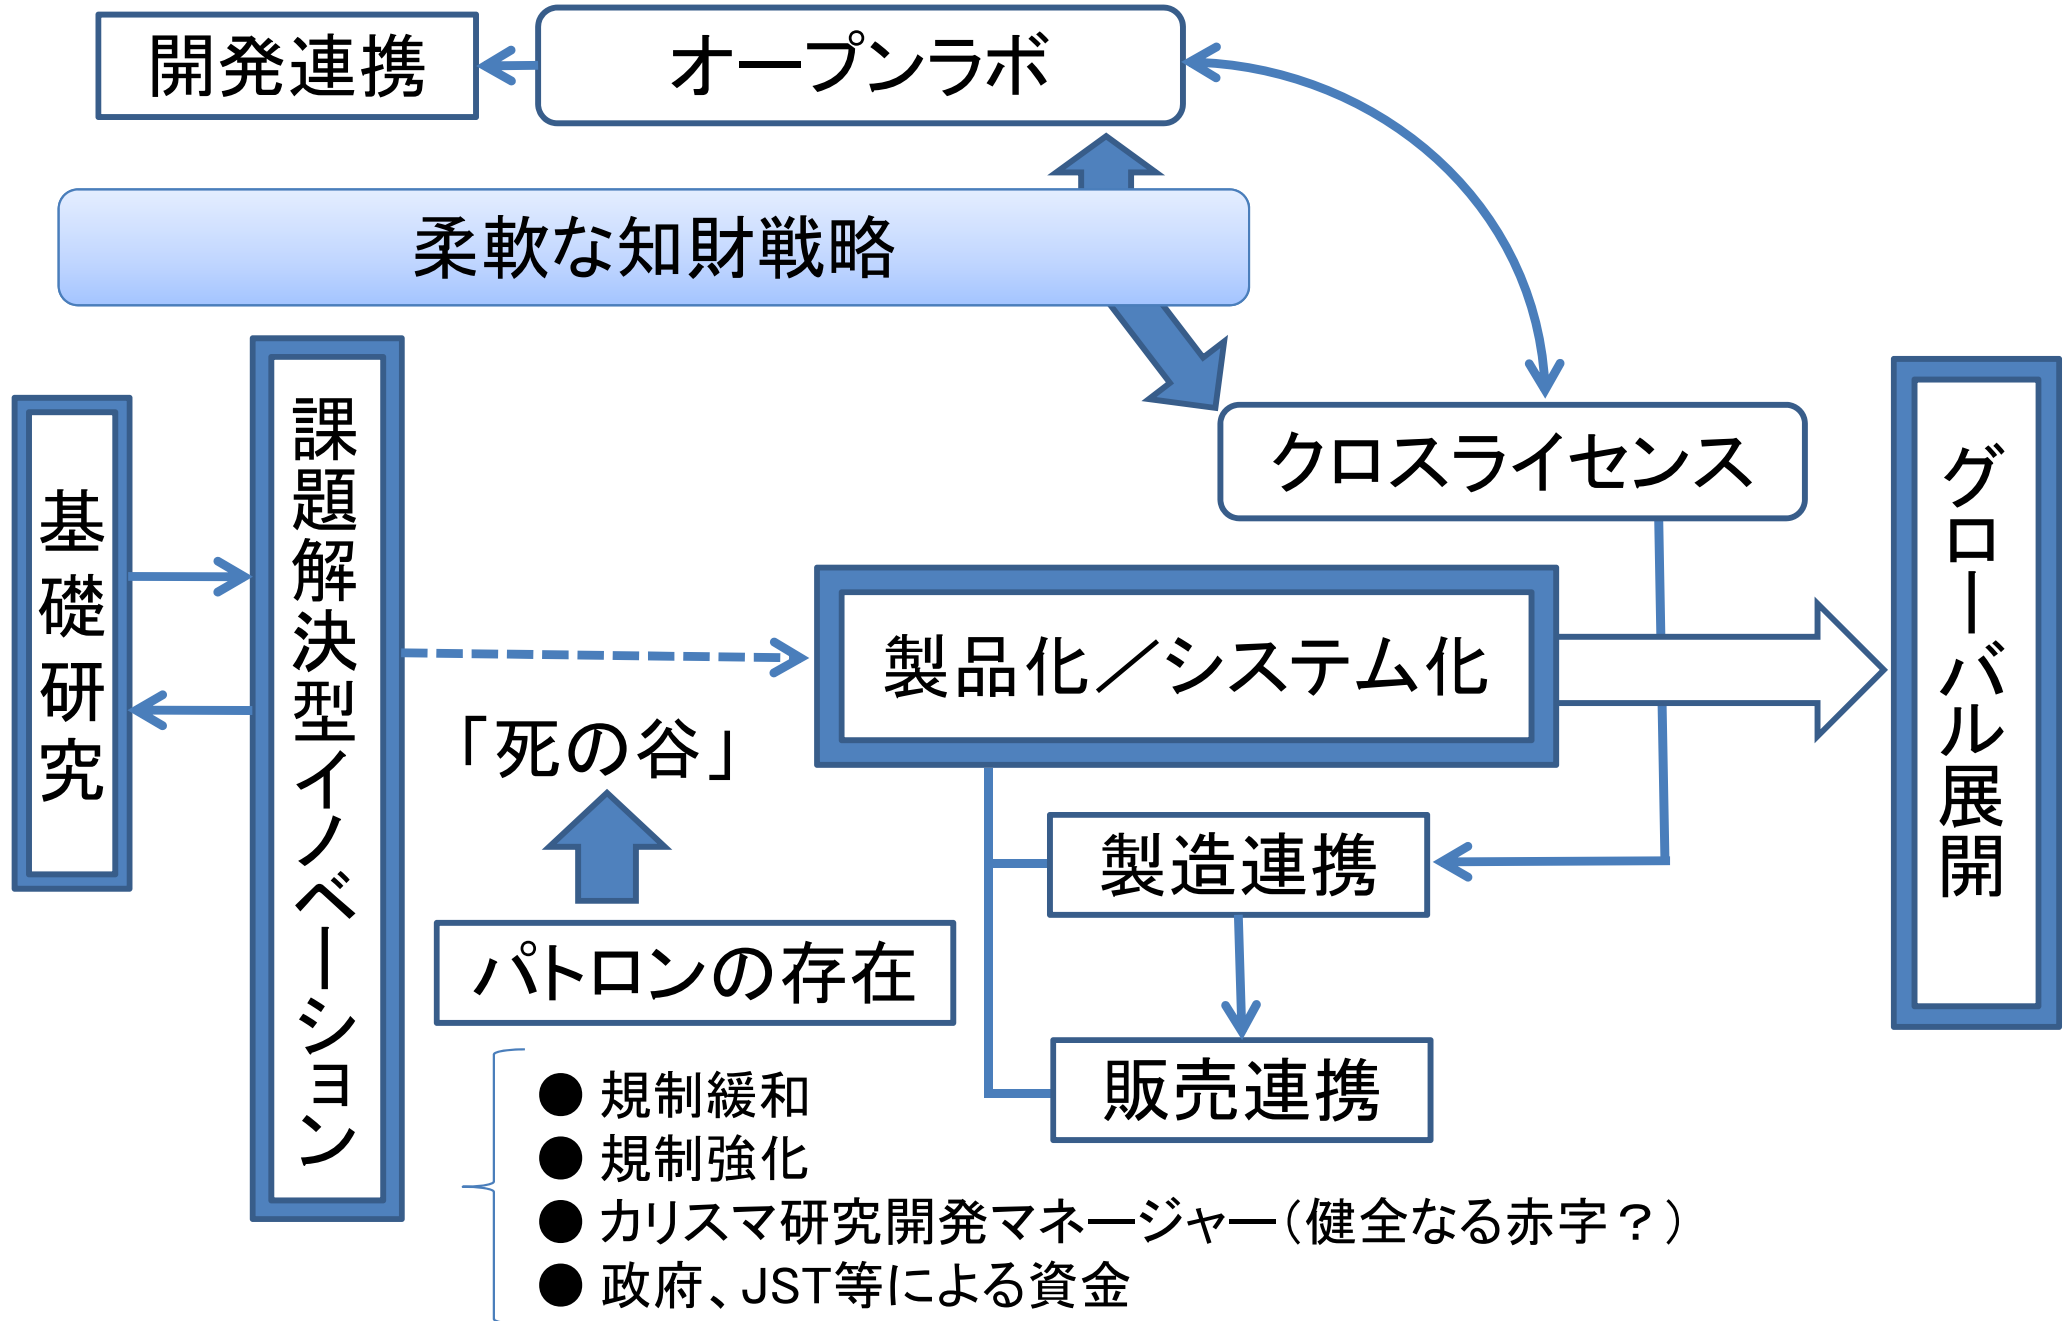 開発連携
オープンラボ
柔軟な知財戦略
クロスライセンス
基礎研究
課題解決型イノベーション
製品化／システム化
グローバル展開
「死の谷」
製造連携
パトロンの存在
販売連携
● 規制緩和
● 規制強化
● カリスマ研究開発マネージャー（健全なる赤字？）
● 政府、JST等による資金